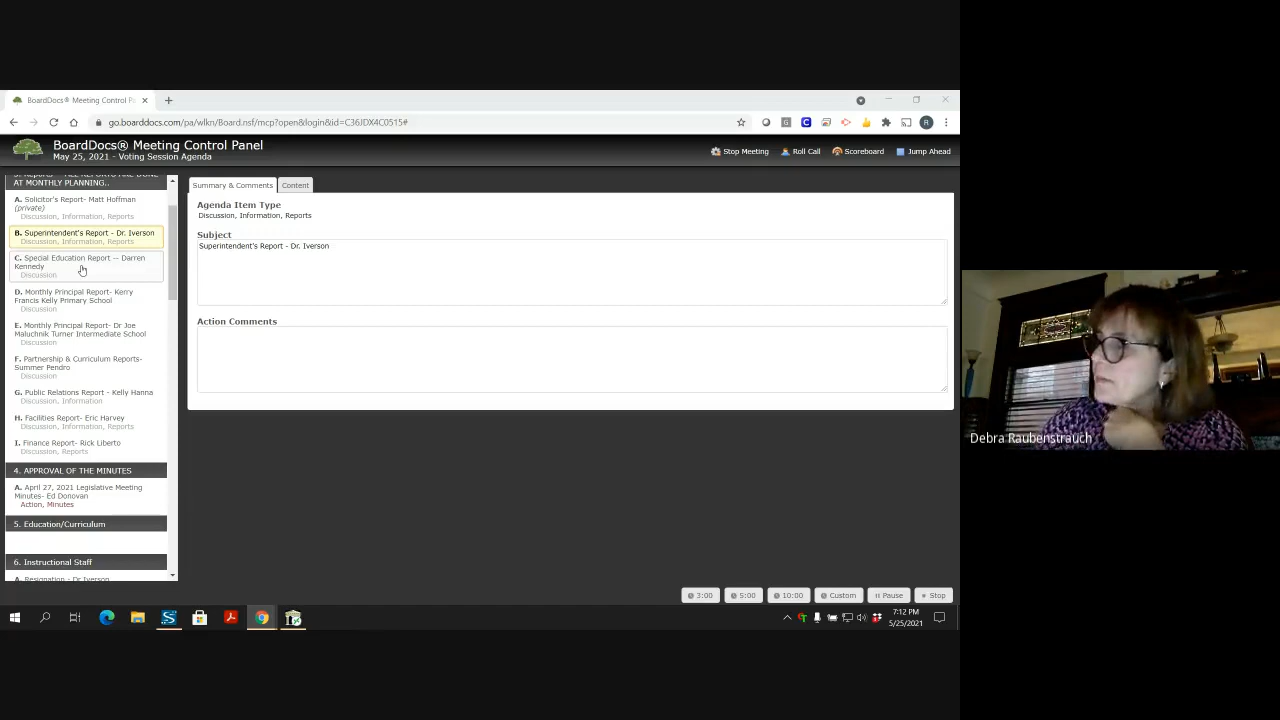 BoardDocs® Meeting Control P
go.boarddocs.com/pa/wlkn/Board.nsf/mcp?open&login&id=C36JDX4C0515#
BoardDocs® Meeting Control Panel
May 25, 2021 - Voting Session Agenda
Stop Meeting
Roll Call
Scoreboard
Jump Ahead
AT MONTHLY PLANNING..
A. Solicitor's Report- Matt Hoffman
(private)
Discussion, Information, Reports
B. Superintendent's Report - Dr. Iverson
Discussion, Information, Reports
C. Special Education Report -- Darren
Kennedy
Discussion
D. Monthly Principal Report- Kerry
Francis Kelly Primary School
Discussion
E. Monthly Principal Report- Dr Joe
Maluchnik Turner Intermediate School
Discussion
F. Partnership & Curriculum Reports-
Summer Pendro
Discussion
G. Public Relations Report - Kelly Hanna
Discussion, Information
H. Facilities Report- Eric Harvey
Discussion, Information, Reports
I. Finance Report- Rick Liberto
Discussion, Reports
4. APPROVAL OF THE MINUTES
A. April 27, 2021 Legislative Meeting
Minutes- Ed Donovan
Action, Minutes
5. Education/Curriculum
6. Instructional Staff
A. Resignation - Dr Iverson
Summary & Comments
Content
Agenda Item Type
Discussion, Information, Reports
Subject
Superintendent's Report - Dr. Iverson
Action Comments
3:00
5:00
10:00
Custom
Pause
Stop
7:12 PM
5/25/2021
Debra Raubenstrauch